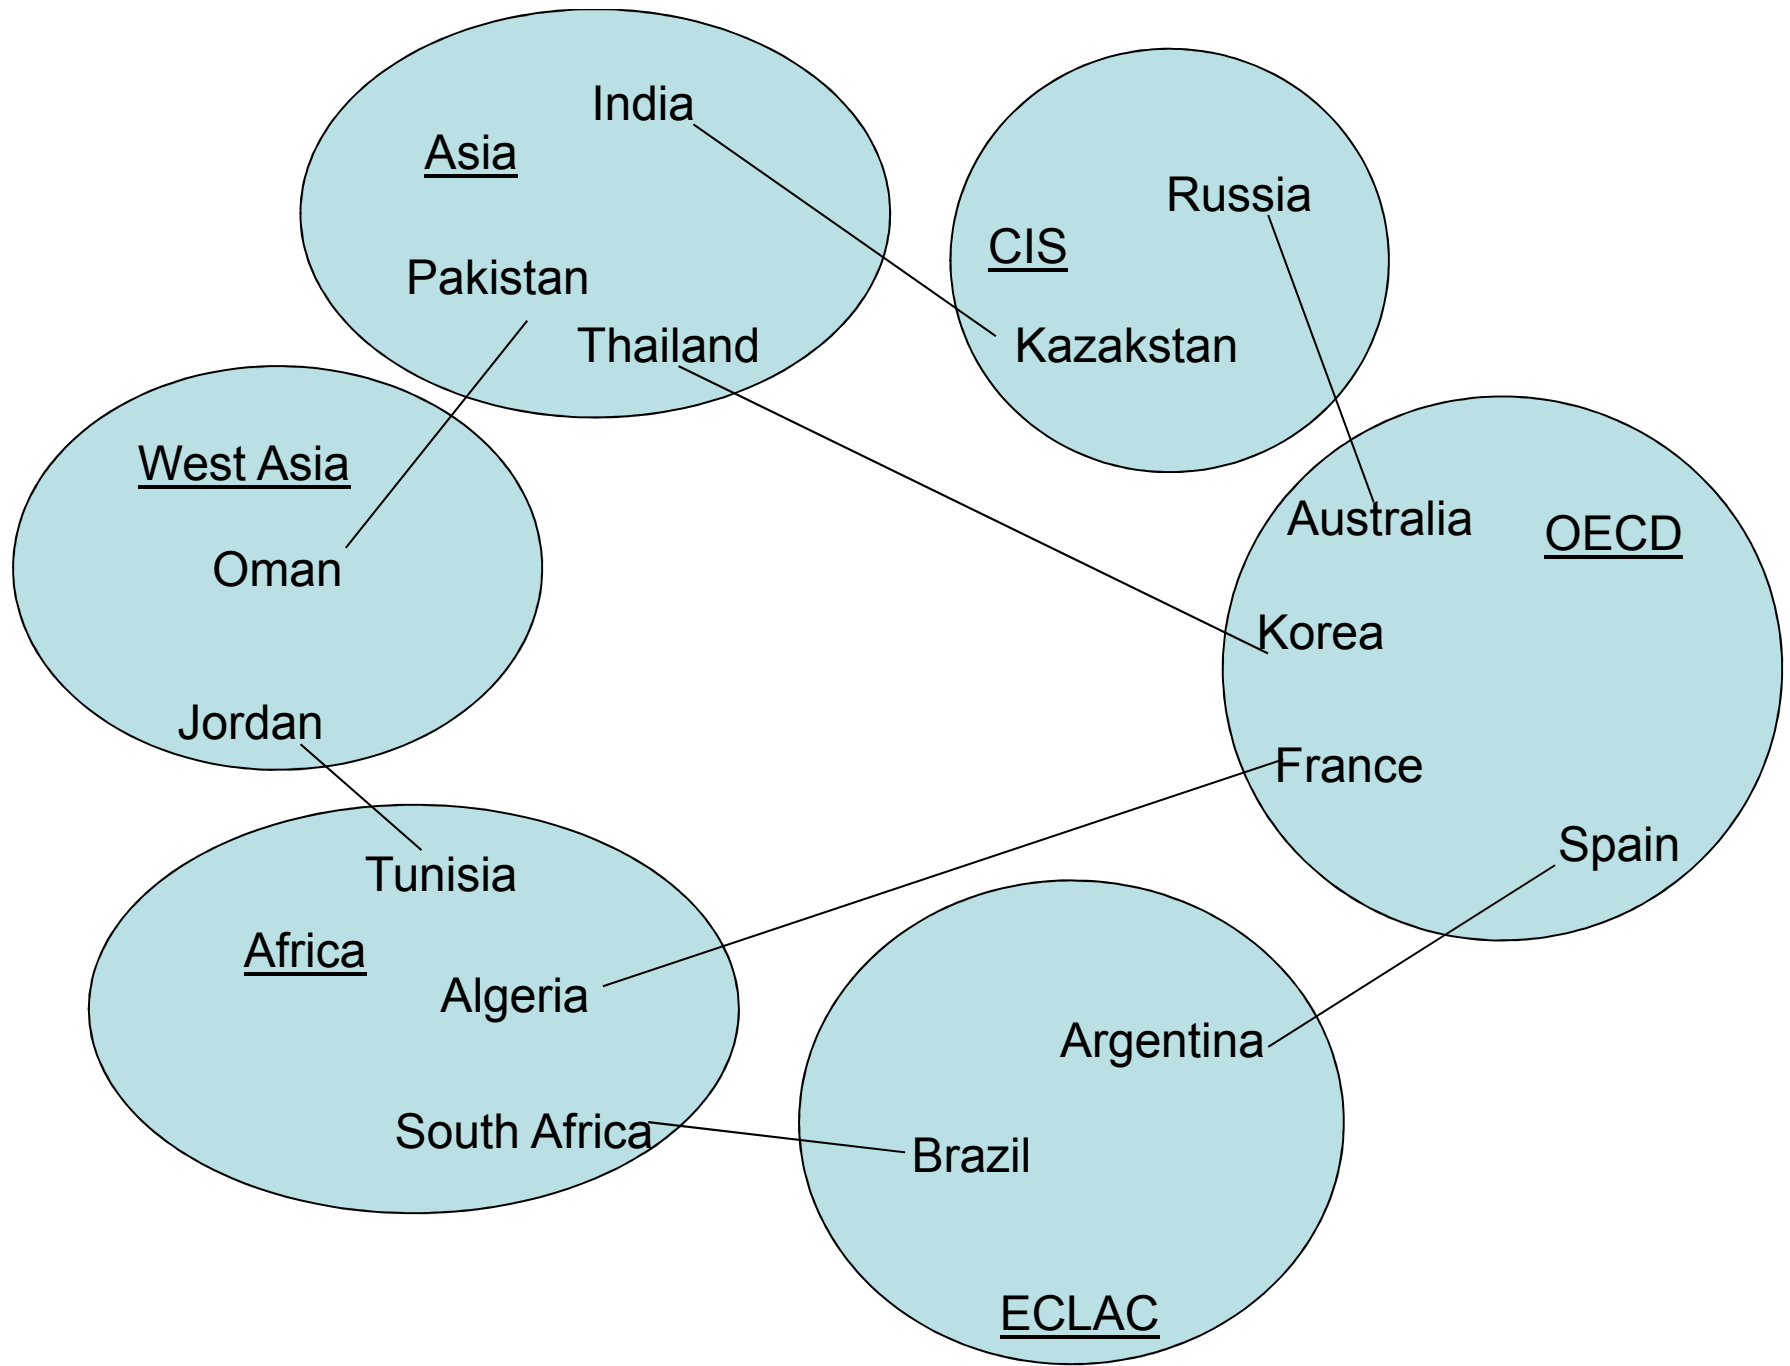 India
Asia
Pakistan
Thailand
Russia
CIS
Kazakstan
West Asia
Oman
Jordan
Australia
OECD
Korea
France
Spain
Tunisia
Africa
Algeria
South Africa
Argentina
Brazil
ECLAC